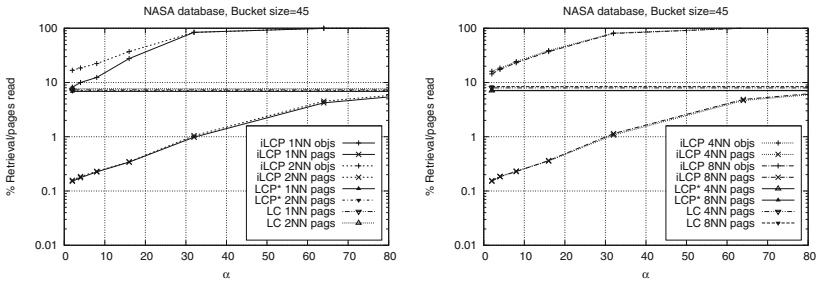 NASA database, Bucket size=45
100
10
1
0.1
0.01
% Retrieval/pages read
0 10 20 30 40 50 60 70 80
α
iLCP 1NN objs
iLCP 1NN pags
iLCP 2NN objs
iLCP 2NN pags
LCP* 1NN pags
LCP* 2NN pags
LC 1NN pags
LC 2NN pags
NASA database, Bucket size=45
100
10
1
0.1
0.01
% Retrieval/pages read
0 10 20 30 40 50 60 70 80
α
iLCP 4NN objs
iLCP 4NN pags
iLCP 8NN objs
iLCP 8NN pags
LCP* 4NN pags
LCP* 8NN pags
LC 4NN pags
LC 8NN pags